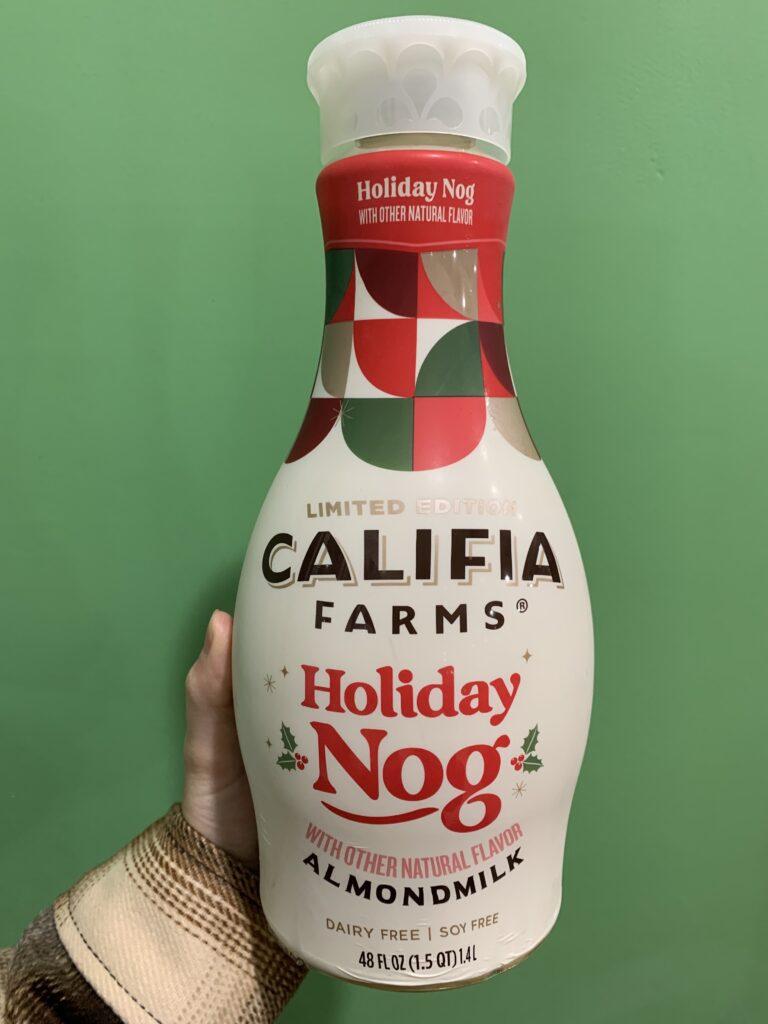 Holiday Nog
WITH OTHER NATURAL FLAVOR
LIMITED EDITION
CALIFIA
FARMS®
Holiday
Nog
WITH OTHER NATURAL FLAVOR
ALMONDMILK
DAIRY FREE | SOY FREE
48 FL OZ (1.5 QT) 1.4L